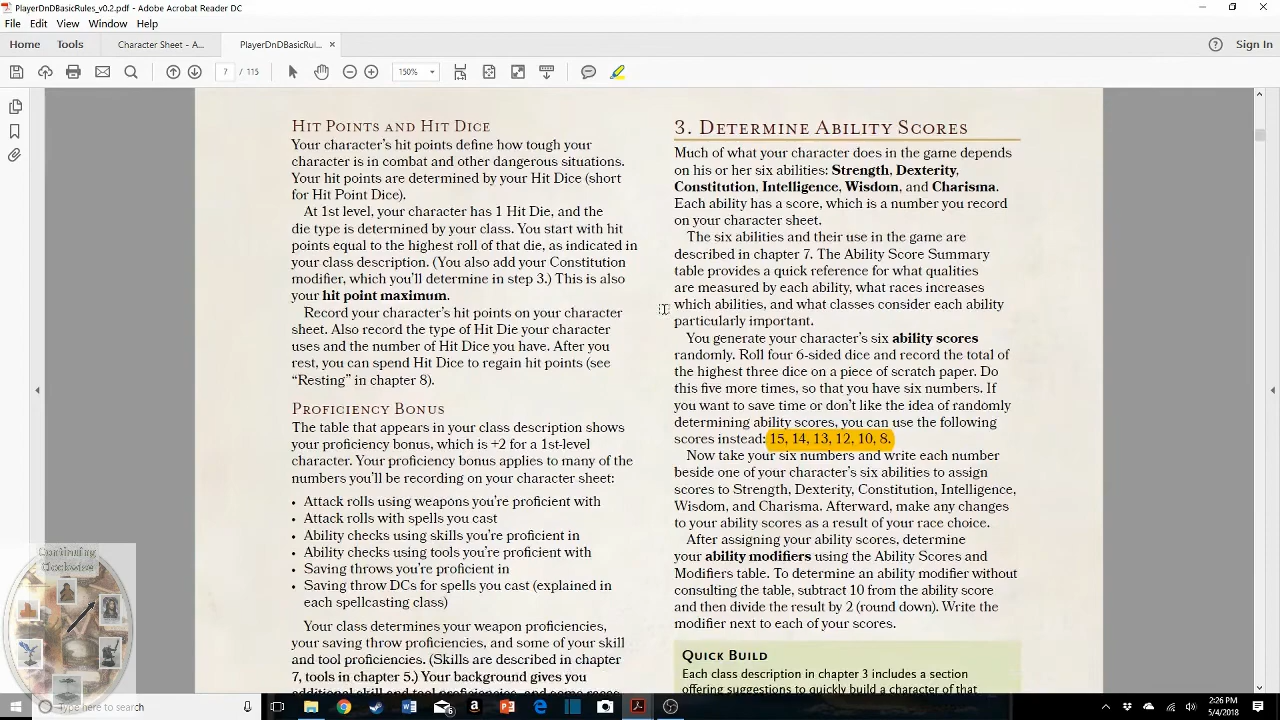 PlayerDnDBasicRules_v0.2.pdf - Adobe Acrobat Reader DC
File Edit View Window Help
Home Tools Character Sheet - A... PlayerDnDBasicRul... × Sign In
7 / 115 150%
HIT POINTS AND HIT DICE
Your character's hit points define how tough your
character is in combat and other dangerous situations.
Your hit points are determined by your Hit Dice (short
for Hit Point Dice).
At 1st level, your character has 1 Hit Die, and the
die type is determined by your class. You start with hit
points equal to the highest roll of that die, as indicated in
your class description. (You also add your Constitution
modifier, which you'll determine in step 3.) This is also
your hit point maximum.
Record your character's hit points on your character
sheet. Also record the type of Hit Die your character
uses and the number of Hit Dice you have. After you
rest, you can spend Hit Dice to regain hit points (see
“Resting” in chapter 8).
PROFICIENCY BONUS
The table that appears in your class description shows
your proficiency bonus, which is +2 for a 1st-level
character. Your proficiency bonus applies to many of the
numbers you'll be recording on your character sheet:
• Attack rolls using weapons you're proficient with
• Attack rolls with spells you cast
• Ability checks using skills you're proficient in
• Ability checks using tools you're proficient with
• Saving throws you're proficient in
• Saving throw DCs for spells you cast (explained in
each spellcasting class)
Your class determines your weapon proficiencies,
your saving throw proficiencies, and some of your skill
and tool proficiencies. (Skills are described in chapter
7, tools in chapter 5.) Your background gives you
additional skill and tool proficiencies, and some races
3. DETERMINE ABILITY SCORES
Much of what your character does in the game depends
on his or her six abilities: Strength, Dexterity,
Constitution, Intelligence, Wisdom, and Charisma.
Each ability has a score, which is a number you record
on your character sheet.
The six abilities and their use in the game are
described in chapter 7. The Ability Score Summary
table provides a quick reference for what qualities
are measured by each ability, what races increases
which abilities, and what classes consider each ability
particularly important.
You generate your character's six ability scores
randomly. Roll four 6-sided dice and record the total of
the highest three dice on a piece of scratch paper. Do
this five more times, so that you have six numbers. If
you want to save time or don't like the idea of randomly
determining ability scores, you can use the following
scores instead: 15, 14, 13, 12, 10, 8.
Now take your six numbers and write each number
beside one of your character's six abilities to assign
scores to Strength, Dexterity, Constitution, Intelligence,
Wisdom, and Charisma. Afterward, make any changes
to your ability scores as a result of your race choice.
After assigning your ability scores, determine
your ability modifiers using the Ability Scores and
Modifiers table. To determine an ability modifier without
consulting the table, subtract 10 from the ability score
and then divide the result by 2 (round down). Write the
modifier next to each of your scores.
QUICK BUILD
Each class description in chapter 3 includes a section
offering suggestions to quickly build a character of that
Continuing
Clockwise
Type here to search
2:26 PM
5/4/2018